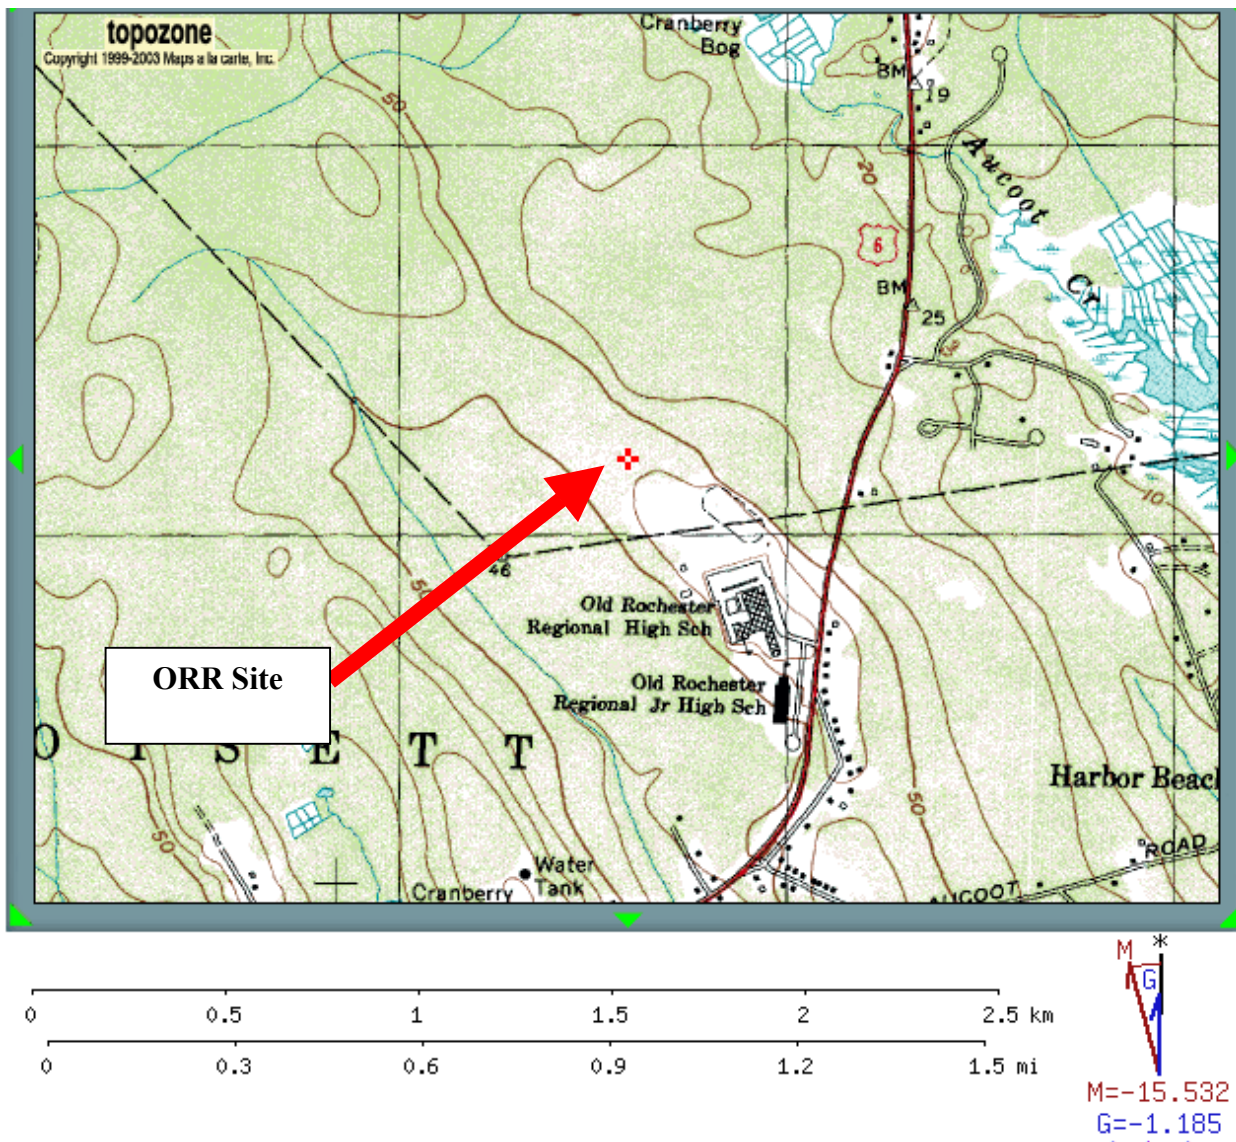 topozone
Copyright 1999-2003 Maps a la carte, Inc.
Cranberry
Bog
BM
19
50
20
Aucoot
6
Cr
BM
25
10
46
50
Old Rochester
Regional High Sch
ORR Site
Old Rochester
Regional Jr High Sch
O I S E T T
Harbor Beach
50
50
ROAD
Water
Tank
Cranberry
AUCOOT
M
*
G
0
0.5
1
1.5
2
2.5 km
0
0.3
0.6
0.9
1.2
1.5 mi
M=-15.532
G=-1.185